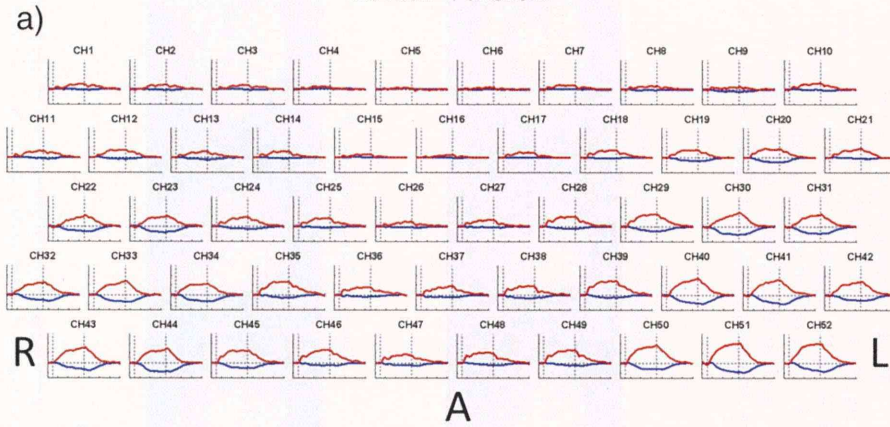 a)
CH1 CH2 CH3 CH4 CH5 CH6 CH7 CH8 CH9 CH10
CH11 CH12 CH13 CH14 CH15 CH16 CH17 CH18 CH19 CH20 CH21
CH22 CH23 CH24 CH25 CH26 CH27 CH28 CH29 CH30 CH31
CH32 CH33 CH34 CH35 CH36 CH37 CH38 CH39 CH40 CH41 CH42
CH43 CH44 CH45 CH46 CH47 CH48 CH49 CH50 CH51 CH52
R L
A